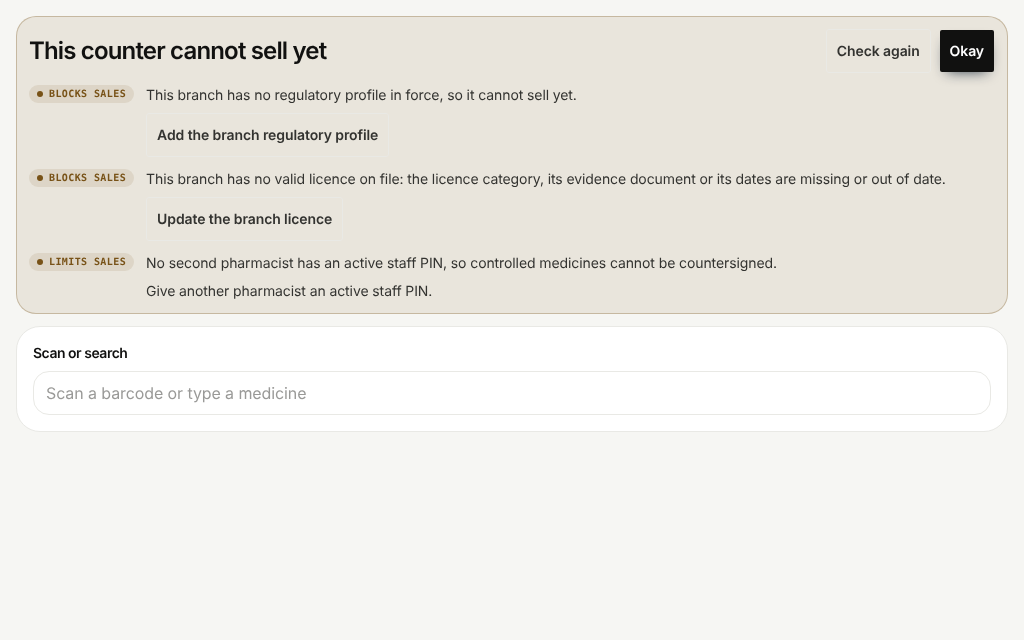 This counter cannot sell yet
Check again
Okay
BLOCKS SALES
This branch has no regulatory profile in force, so it cannot sell yet.
Add the branch regulatory profile
BLOCKS SALES
This branch has no valid licence on file: the licence category, its evidence document or its dates are missing or out of date.
Update the branch licence
LIMITS SALES
No second pharmacist has an active staff PIN, so controlled medicines cannot be countersigned.
Give another pharmacist an active staff PIN.
Scan or search
Scan a barcode or type a medicine